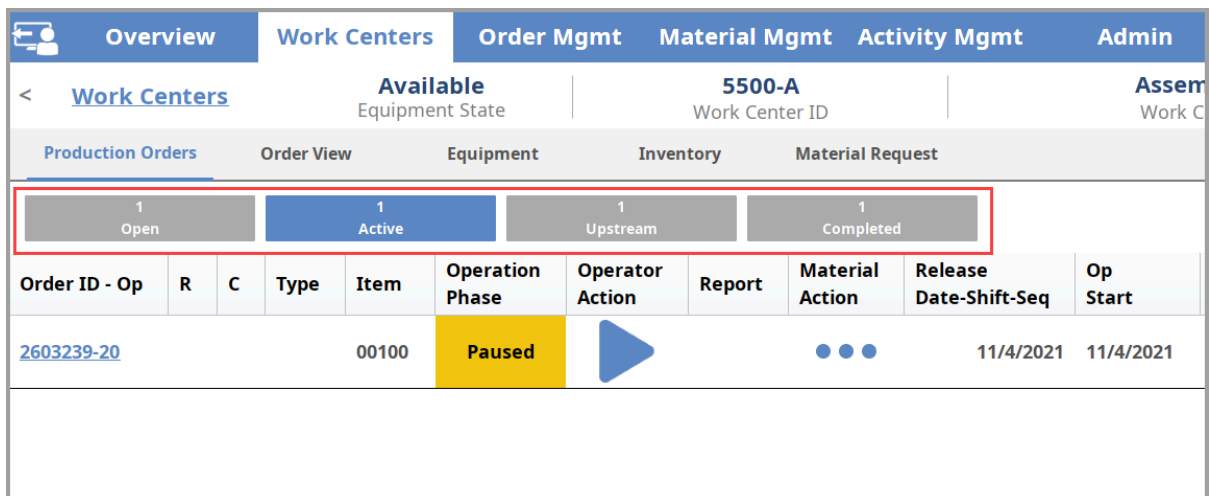 Overview Work Centers Order Mgmt Material Mgmt Activity Mgmt Admin
< Work Centers Available 5500-A Assem
Equipment State Work Center ID Work C
Production Orders Order View Equipment Inventory Material Request
1 1 1 1
Open Active Upstream Completed
Order ID - Op R C Type Item Operation Phase Operator Action Report Material Action Release Date-Shift-Seq Op Start
2603239-20 00100 Paused 11/4/2021 11/4/2021